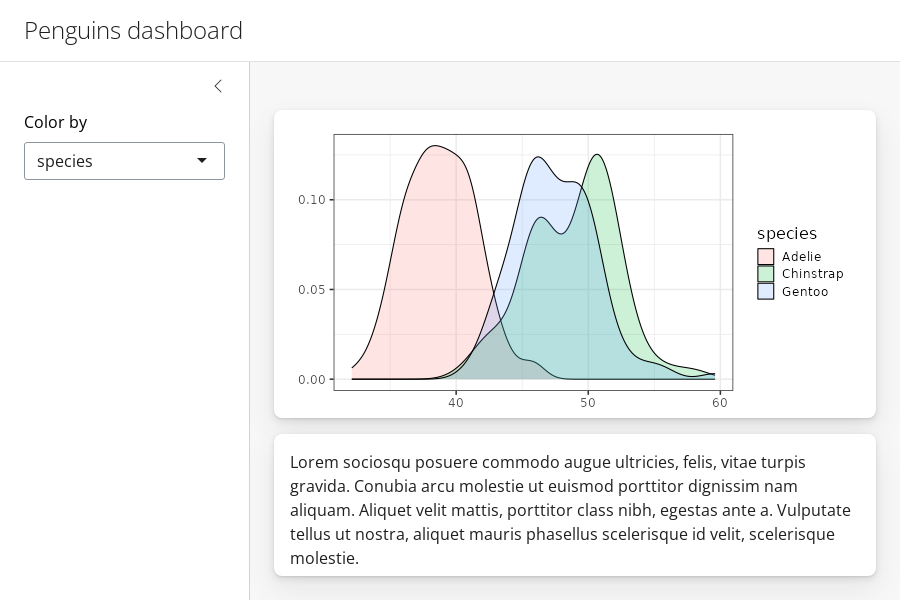 Penguins dashboard
Color by
species
0.10
0.05
0.00
40 50 60
species
Adelie
Chinstrap
Gentoo
Lorem sociosqu posuere commodo augue ultricies, felis, vitae turpis
gravida. Conubia arcu molestie ut euismod porttitor dignissim nam
aliquam. Aliquet velit mattis, porttitor class nibh, egestas ante a. Vulputate
tellus ut nostra, aliquet mauris phasellus scelerisque id velit, scelerisque
molestie.